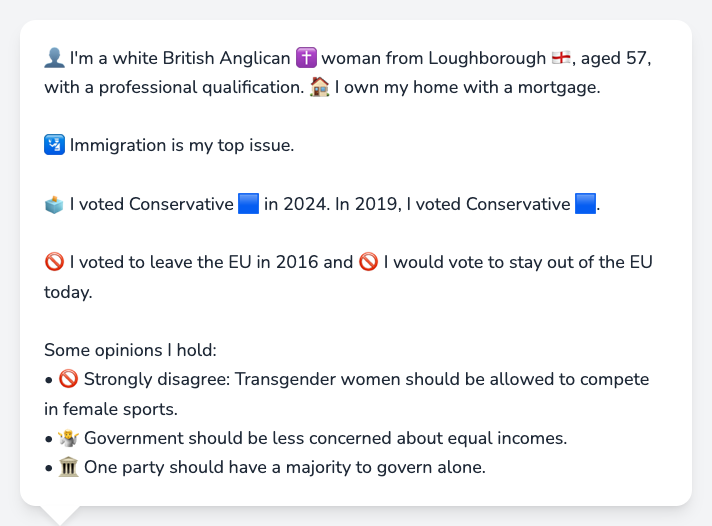 👤 I'm a white British Anglican ✝️ woman from Loughborough 🏴󠁧󠁢󠁥󠁮󠁧󠁿, aged 57,
with a professional qualification. 🏠 I own my home with a mortgage.
🛂 Immigration is my top issue.
🗳️ I voted Conservative 🟦 in 2024. In 2019, I voted Conservative 🟦.
🚫 I voted to leave the EU in 2016 and 🚫 I would vote to stay out of the EU
today.
Some opinions I hold:
• 🚫 Strongly disagree: Transgender women should be allowed to compete
in female sports.
• 🤷 Government should be less concerned about equal incomes.
• 🏛️ One party should have a majority to govern alone.